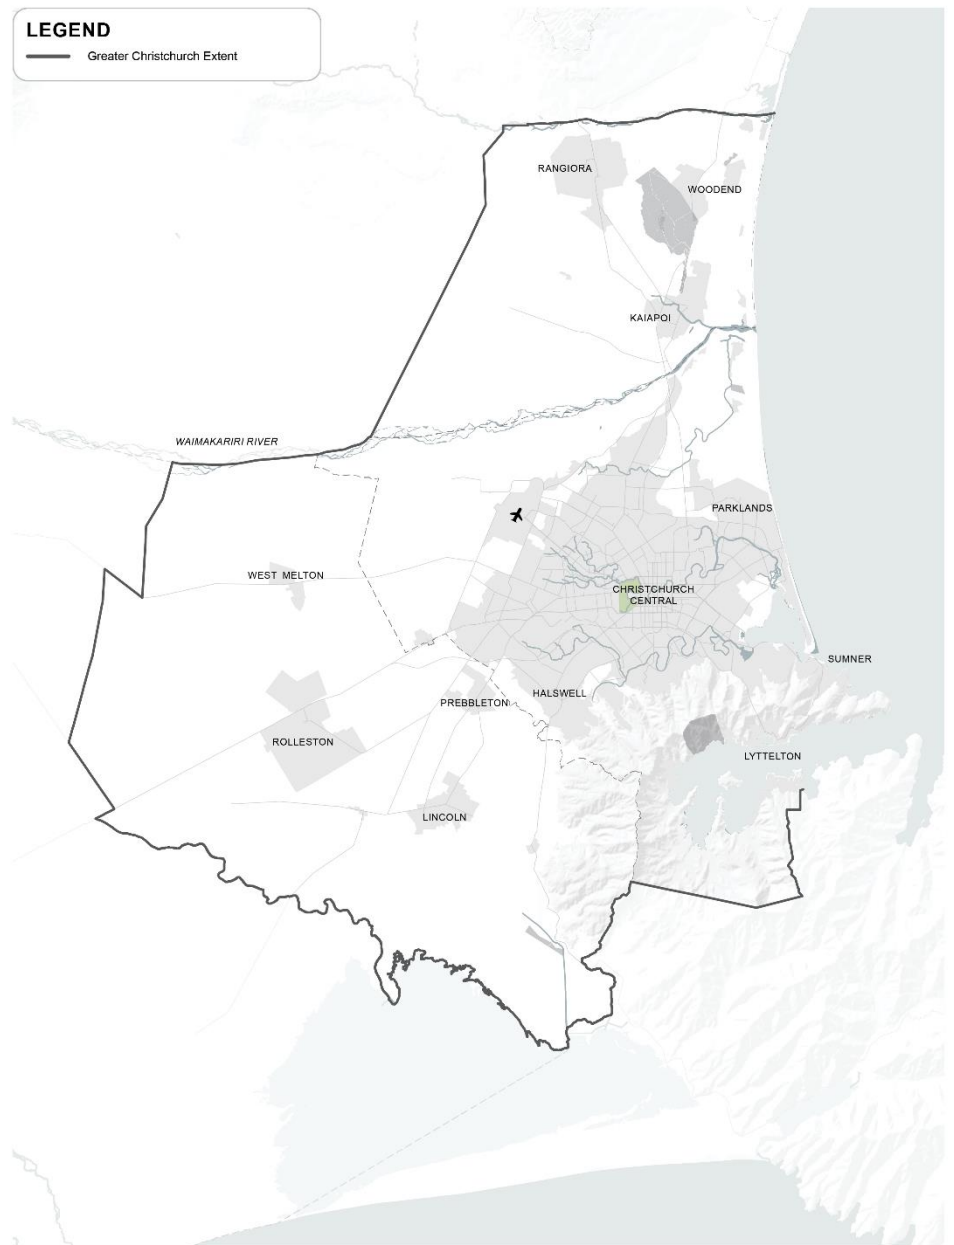 LEGEND
Greater Christchurch Extent
RANGIORA
WOODEND
KAIAPOI
WAIMAKARIRI RIVER
PARKLANDS
WEST MELTON
CHRISTCHURCH
CENTRAL
SUMNER
HALSWELL
PREBBLETON
ROLLESTON
LYTTELTON
LINCOLN